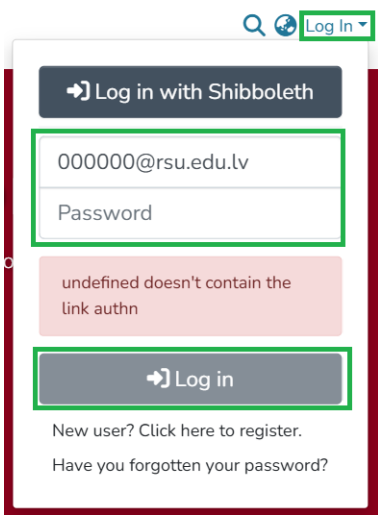 Log In
Log in with Shibboleth
000000@rsu.edu.lv
Password
undefined doesn't contain the
link authn
Log in
New user? Click here to register.
Have you forgotten your password?